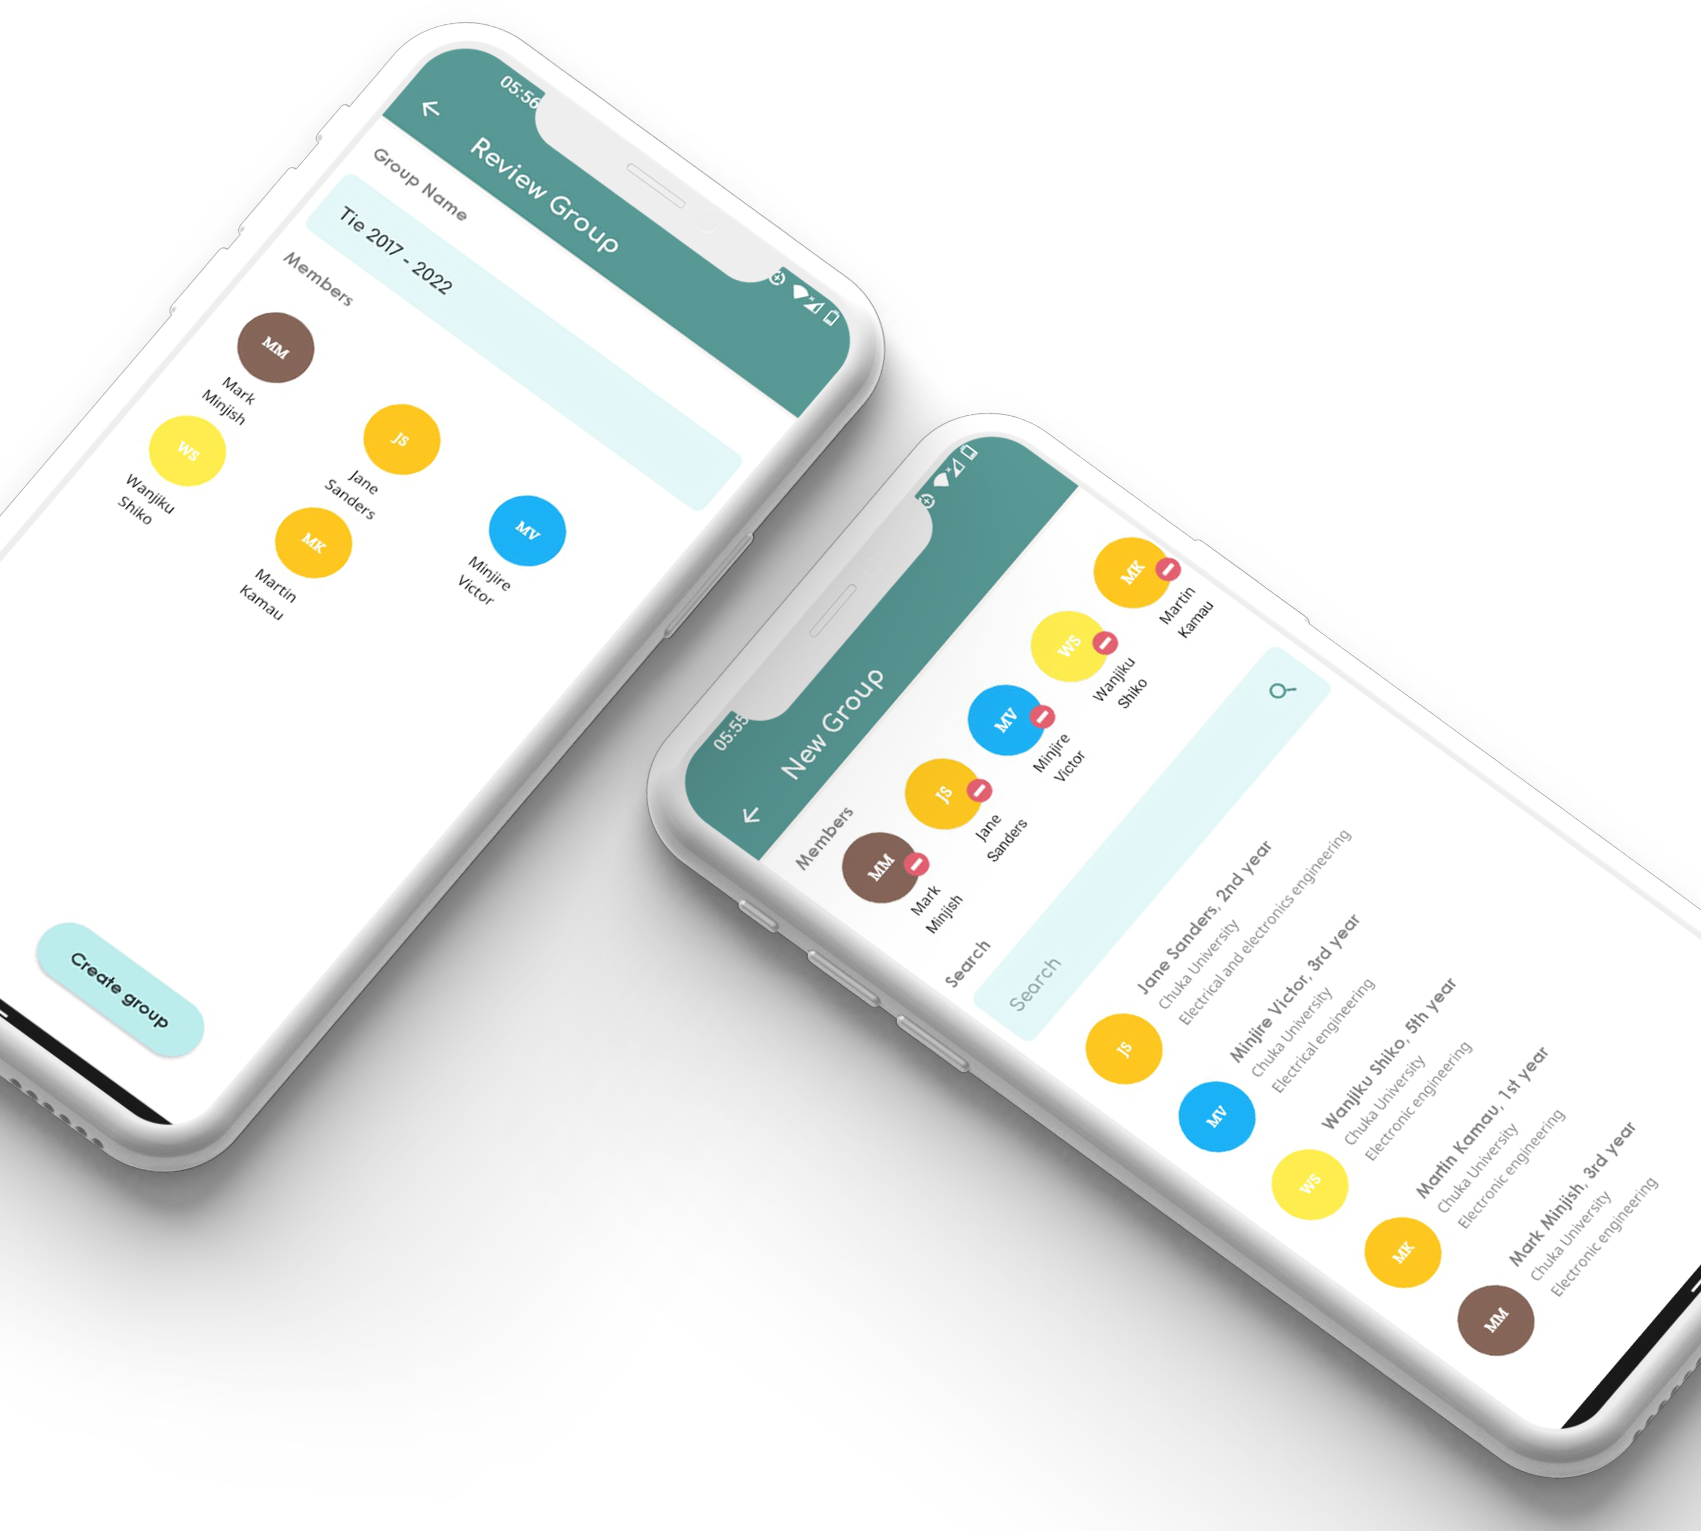 05:56
Review Group
Group Name
Tie 2017 - 2022
Members
MM
Mark
Minjish
JS
Jane
Sanders
MV
Minjire
Victor
WS
Wanjiku
Shiko
MK
Martin
Kamau
Create group
05:55
New Group
Members
MM
Mark
Minjish
JS
Jane
Sanders
MV
Minjire
Victor
WS
Wanjiku
Shiko
MK
Martin
Kamau
Search
Search
JS
Jane Sanders, 2nd year
Chuka University
Electrical and electronics engineering
MV
Minjire Victor, 3rd year
Chuka University
Electrical engineering
WS
Wanjiku Shiko, 5th year
Chuka University
Electronic engineering
MK
Martin Kamau, 1st year
Chuka University
Electronic engineering
MM
Mark Minjish, 3rd year
Chuka University
Electronic engineering